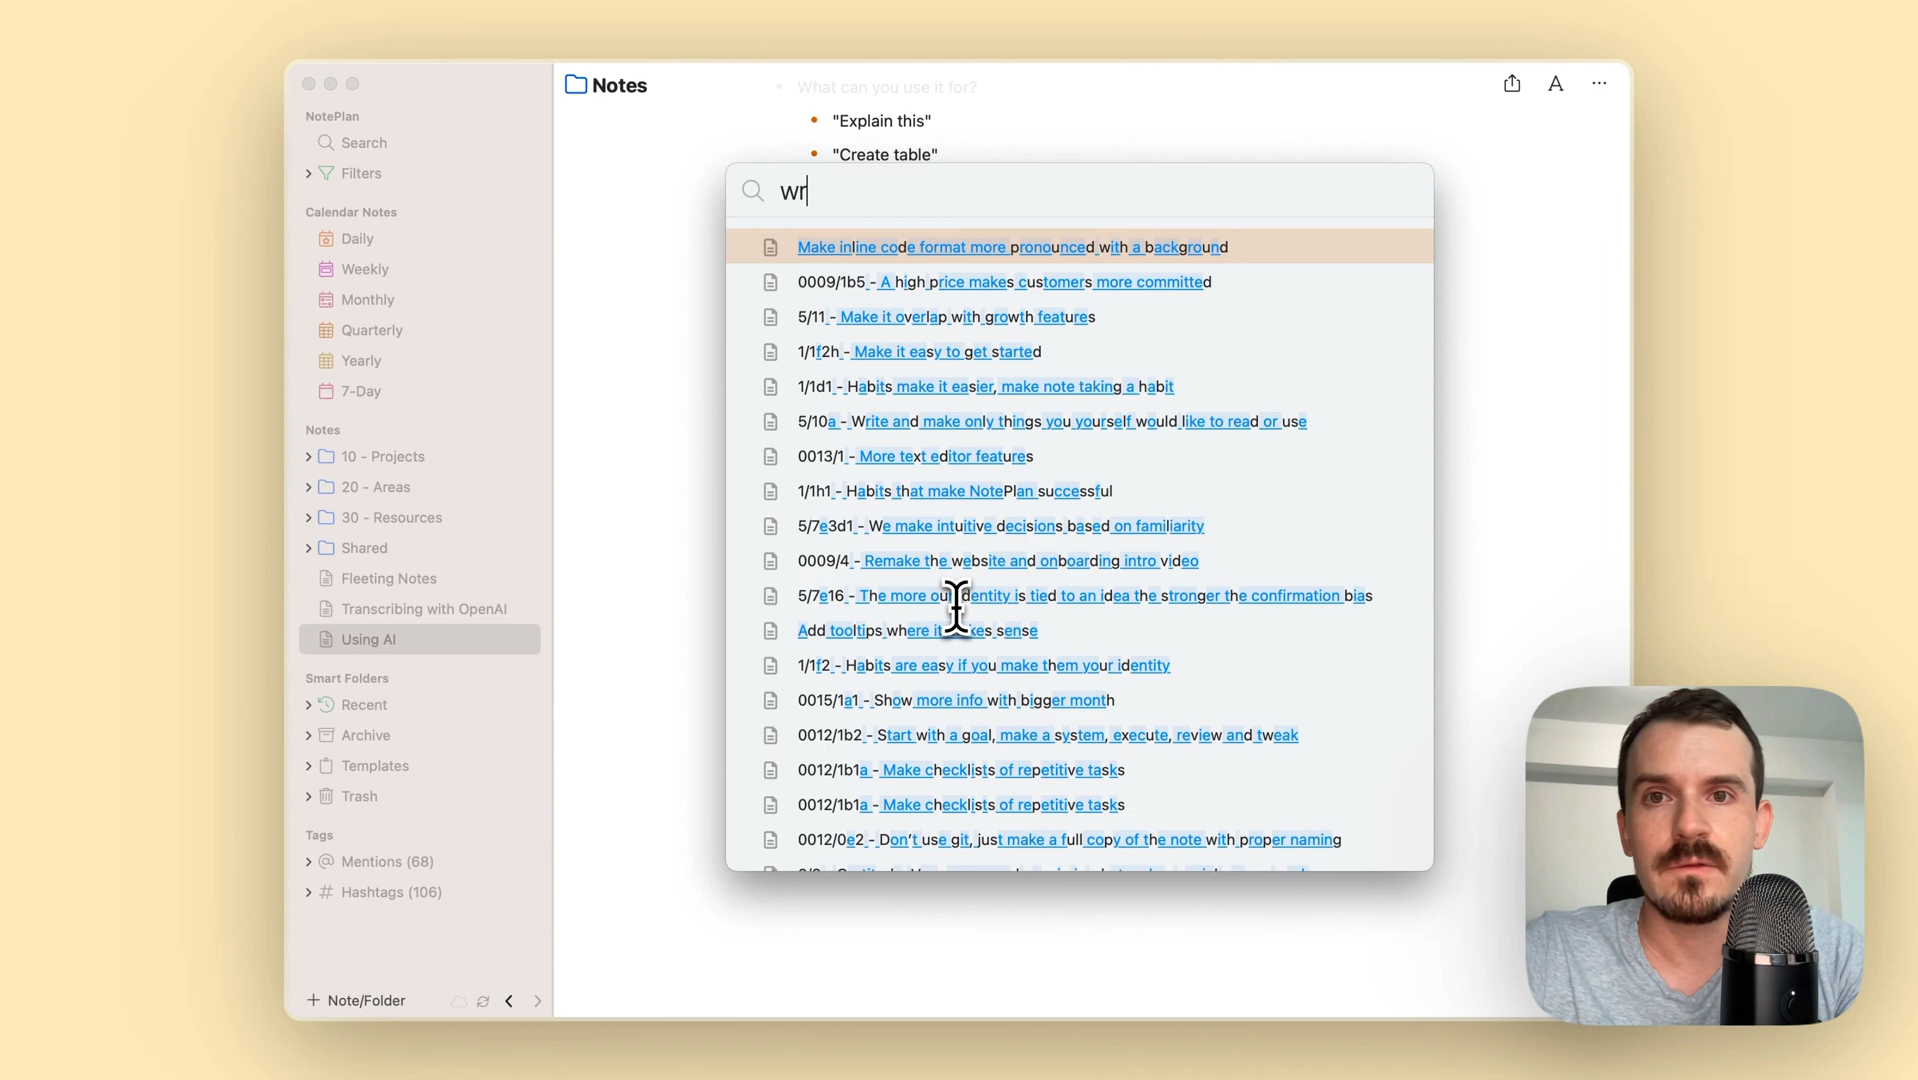 NotePlan
Search
Filters
Calendar Notes
Daily
Weekly
Monthly
Quarterly
Yearly
7-Day
Notes
10 - Projects
20 - Areas
30 - Resources
Shared
Fleeting Notes
Transcribing with OpenAI
Using AI
Smart Folders
Recent
Archive
Templates
Trash
Tags
Mentions (68)
Hashtags (106)
Note/Folder
Notes
What can you use it for?
"Explain this"
"Create table"
wr
Make inline code format more pronounced with a background
0009/1b5 - A high price makes customers more committed
5/11 - Make it overlap with growth features
1/1f2h - Make it easy to get started
1/1d1 - Habits make it easier, make note taking a habit
5/10a - Write and make only things you yourself would like to read or use
0013/1 - More text editor features
1/1h1 - Habits that make NotePlan successful
5/7e3d1 - We make intuitive decisions based on familiarity
0009/4 - Remake the website and onboarding intro video
5/7e16 - The more our identity is tied to an idea the stronger the confirmation bias
Add tooltips where it makes sense
1/1f2 - Habits are easy if you make them your identity
0015/1a1 - Show more info with bigger month
0012/1b2 - Start with a goal, make a system, execute, review and tweak
0012/1b1a - Make checklists of repetitive tasks
0012/1b1a - Make checklists of repetitive tasks
0012/0e2 - Don't use git, just make a full copy of the note with proper naming